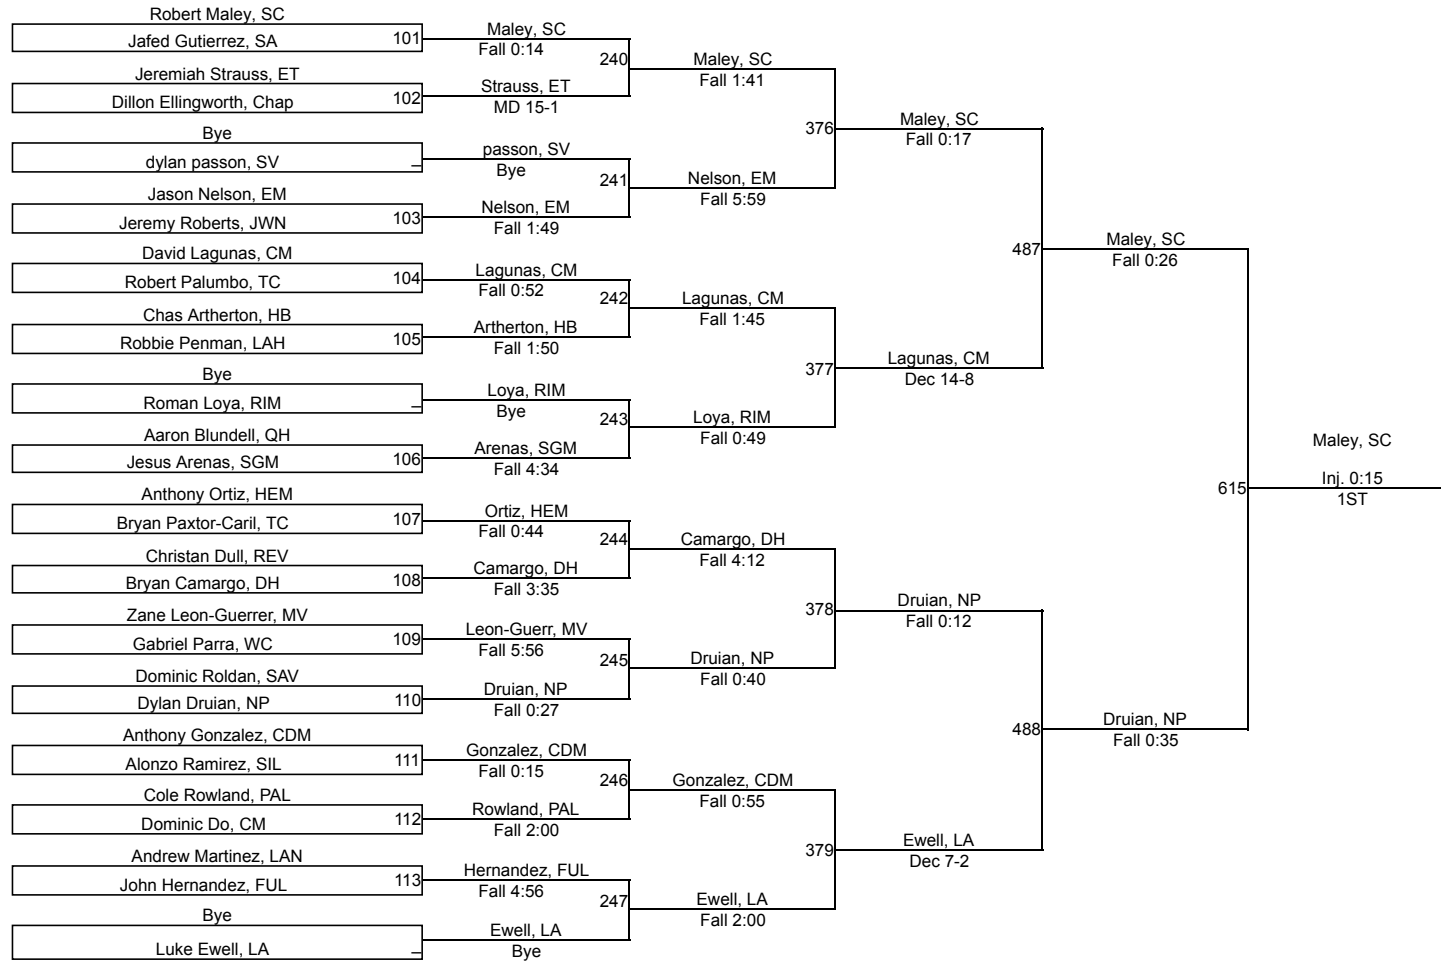 Robert Maley, SC
Jafed Gutierrez, SA
101
Jeremiah Strauss, ET
Dillon Ellingworth, Chap
102
Bye
dylan passon, SV
_
Jason Nelson, EM
Jeremy Roberts, JWN
103
David Lagunas, CM
Robert Palumbo, TC
104
Chas Artherton, HB
Robbie Penman, LAH
105
Bye
Roman Loya, RIM
_
Aaron Blundell, QH
Jesus Arenas, SGM
106
Anthony Ortiz, HEM
Bryan Paxtor-Caril, TC
107
Christan Dull, REV
Bryan Camargo, DH
108
Zane Leon-Guerrer, MV
Gabriel Parra, WC
109
Dominic Roldan, SAV
Dylan Druian, NP
110
Anthony Gonzalez, CDM
Alonzo Ramirez, SIL
111
Cole Rowland, PAL
Dominic Do, CM
112
Andrew Martinez, LAN
John Hernandez, FUL
113
Bye
Luke Ewell, LA
_
Maley, SC
Fall 0:14
240
Strauss, ET
MD 15-1
passon, SV
Bye
241
Nelson, EM
Fall 1:49
Lagunas, CM
Fall 0:52
242
Artherton, HB
Fall 1:50
Loya, RIM
Bye
243
Arenas, SGM
Fall 4:34
Ortiz, HEM
Fall 0:44
244
Camargo, DH
Fall 3:35
Leon-Guerr, MV
Fall 5:56
245
Druian, NP
Fall 0:27
Gonzalez, CDM
Fall 0:15
246
Rowland, PAL
Fall 2:00
Hernandez, FUL
Fall 4:56
247
Ewell, LA
Bye
Maley, SC
Fall 1:41
376
Nelson, EM
Fall 5:59
Lagunas, CM
Fall 1:45
377
Loya, RIM
Fall 0:49
Camargo, DH
Fall 4:12
378
Druian, NP
Fall 0:40
Gonzalez, CDM
Fall 0:55
379
Ewell, LA
Fall 2:00
Maley, SC
Fall 0:17
487
Lagunas, CM
Dec 14-8
Druian, NP
Fall 0:12
488
Ewell, LA
Dec 7-2
Maley, SC
Fall 0:26
615
Druian, NP
Fall 0:35
Maley, SC
Inj. 0:15
1ST